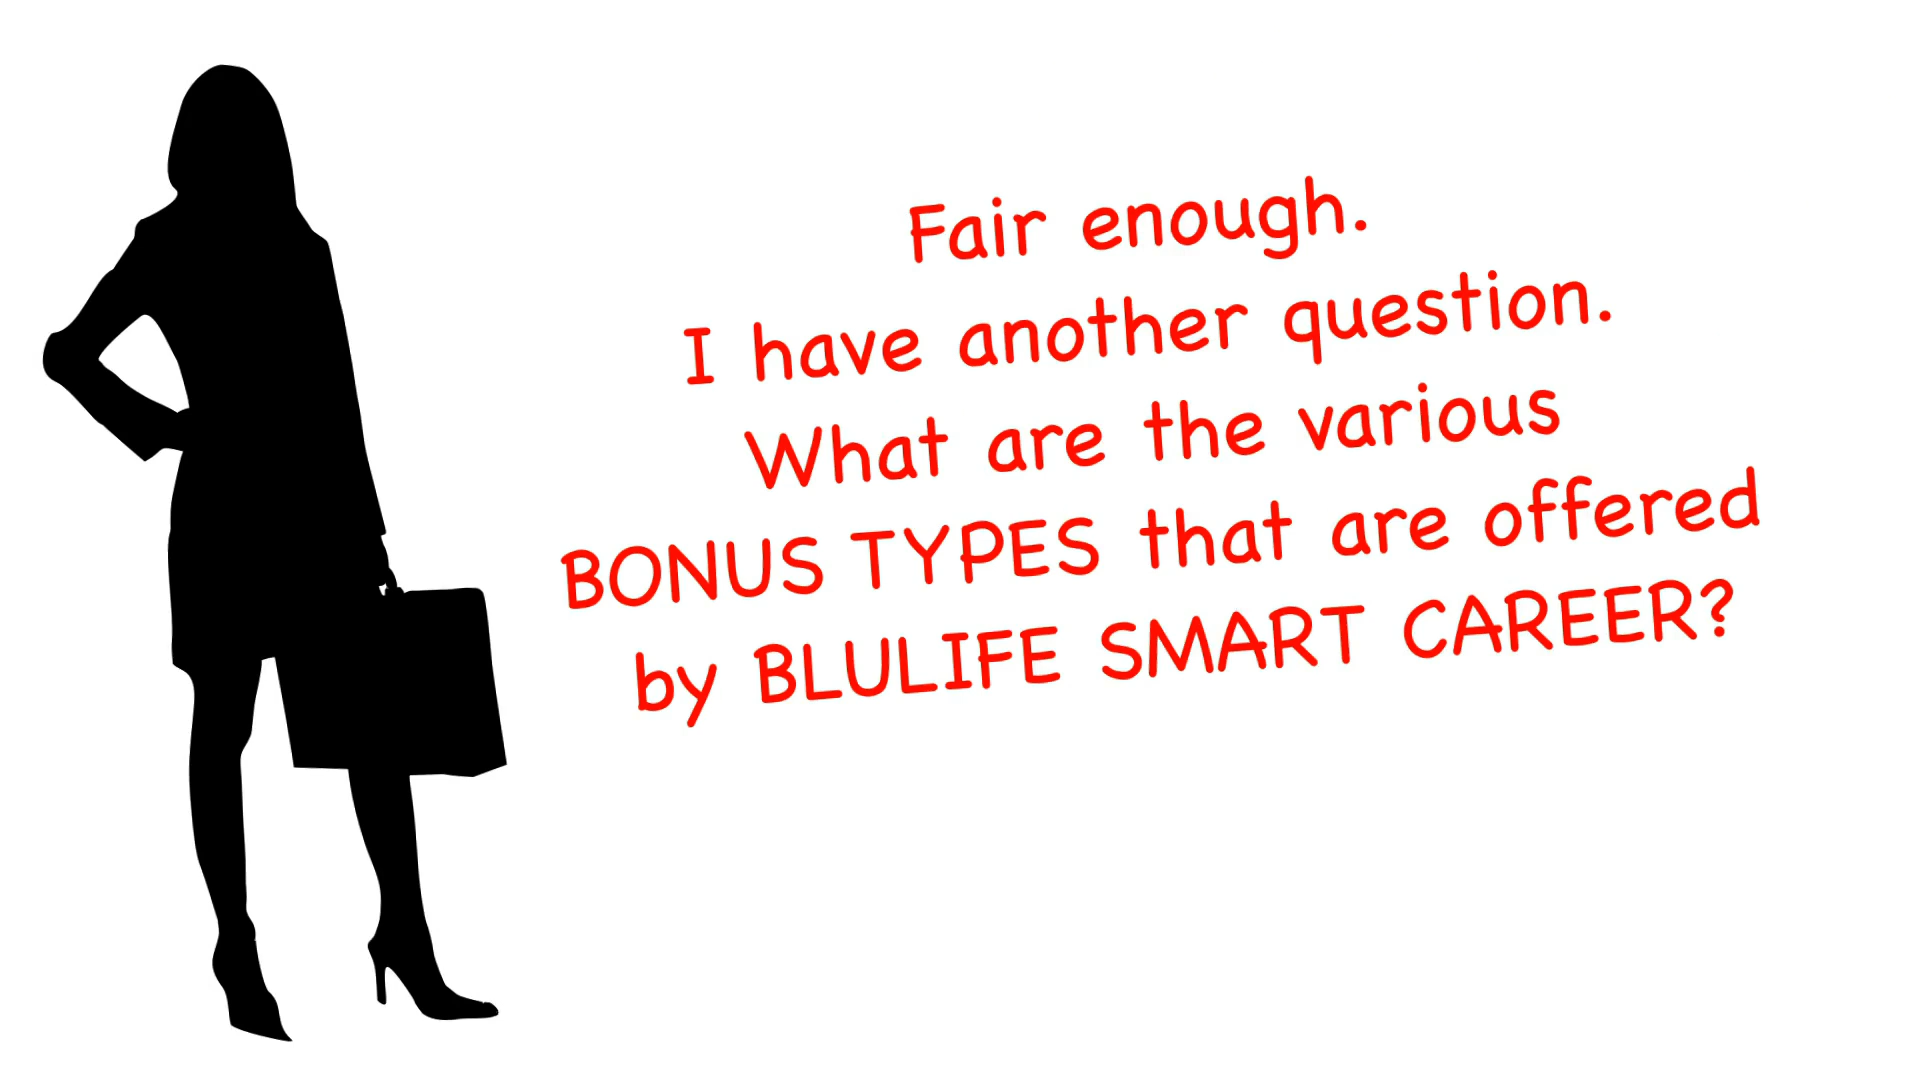 Fair enough.
I have another question.
What are the various
BONUS TYPES that are offered
by BLULIFE SMART CAREER?